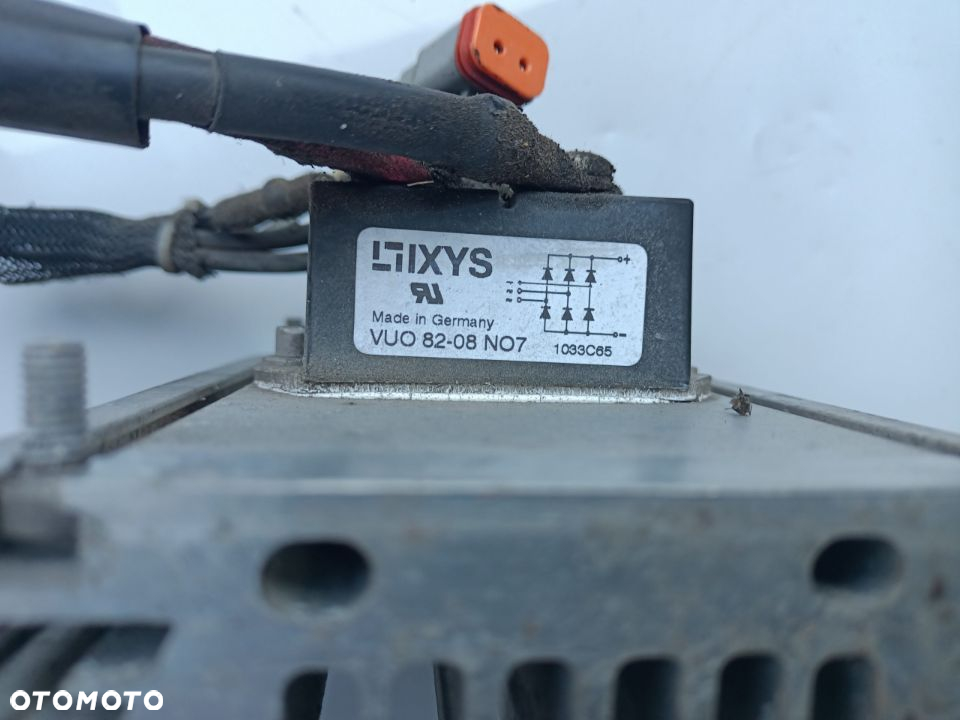 IXYS
Made in Germany
VUO 82-08 NO7
1033C65
OTOMOTO